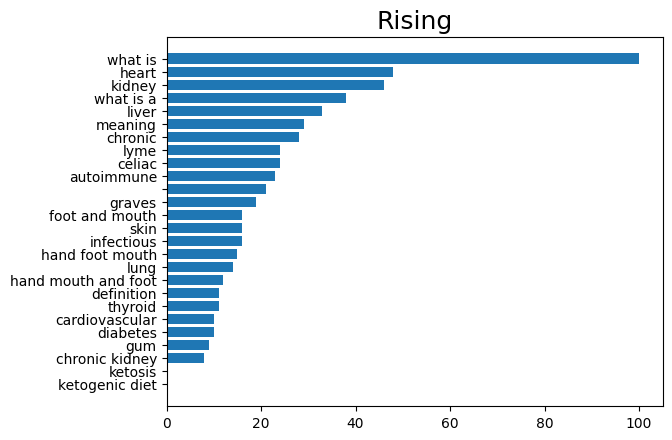 Rising
what is
heart
kidney
what is a
liver
meaning
chronic
lyme
celiac
autoimmune
graves
foot and mouth
skin
infectious
hand foot mouth
lung
hand mouth and foot
definition
thyroid
cardiovascular
diabetes
gum
chronic kidney
ketosis
ketogenic diet
0 20 40 60 80 100